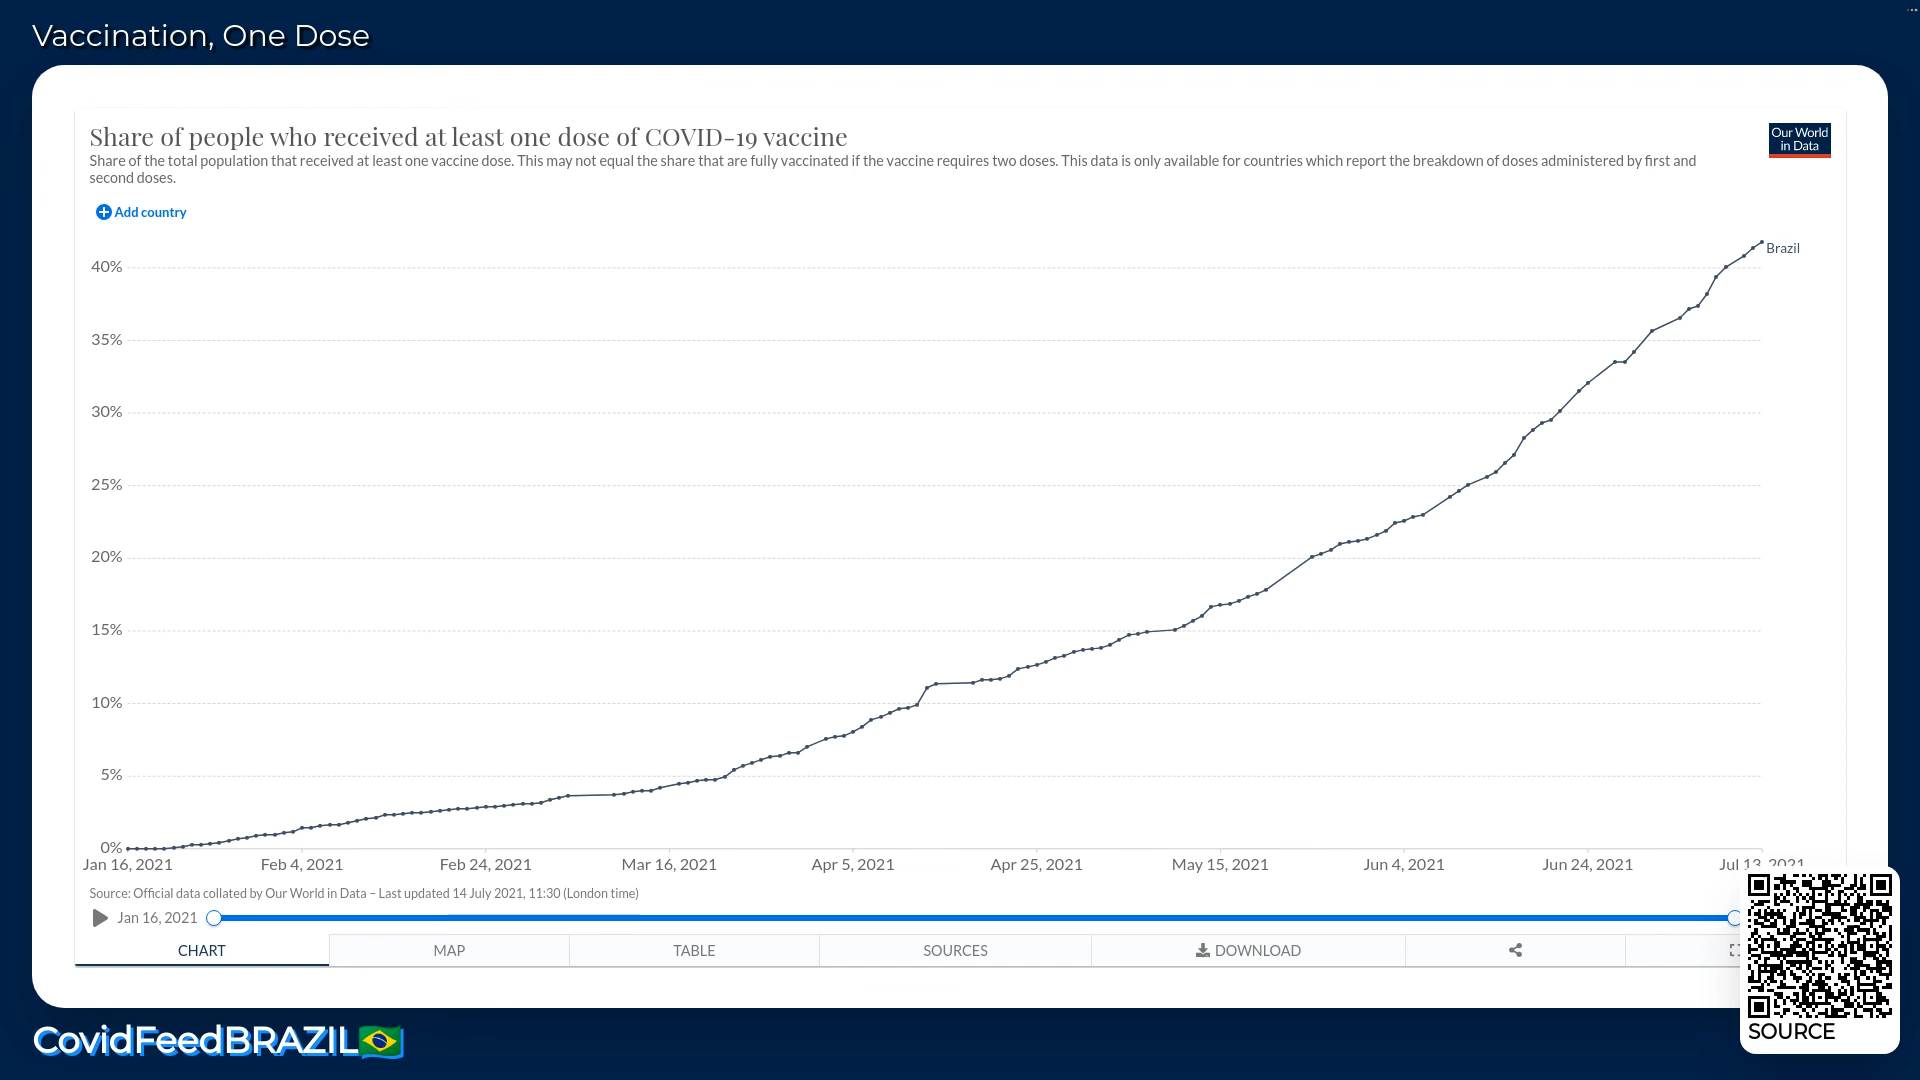 Vaccination, One Dose
Share of people who received at least one dose of COVID-19 vaccine
Share of the total population that received at least one vaccine dose. This may not equal the share that are fully vaccinated if the vaccine requires two doses. This data is only available for countries which report the breakdown of doses administered by first and
second doses.
Our World
in Data
Add country
Brazil
40%
35%
30%
25%
20%
15%
10%
5%
0%
Jan 16, 2021
Feb 4, 2021
Feb 24, 2021
Mar 16, 2021
Apr 5, 2021
Apr 25, 2021
May 15, 2021
Jun 4, 2021
Jun 24, 2021
Jul 13, 2021
Source: Official data collated by Our World in Data – Last updated 14 July 2021, 11:30 (London time)
Jan 16, 2021
CHART
MAP
TABLE
SOURCES
DOWNLOAD
SOURCE
CovidFeedBRAZIL